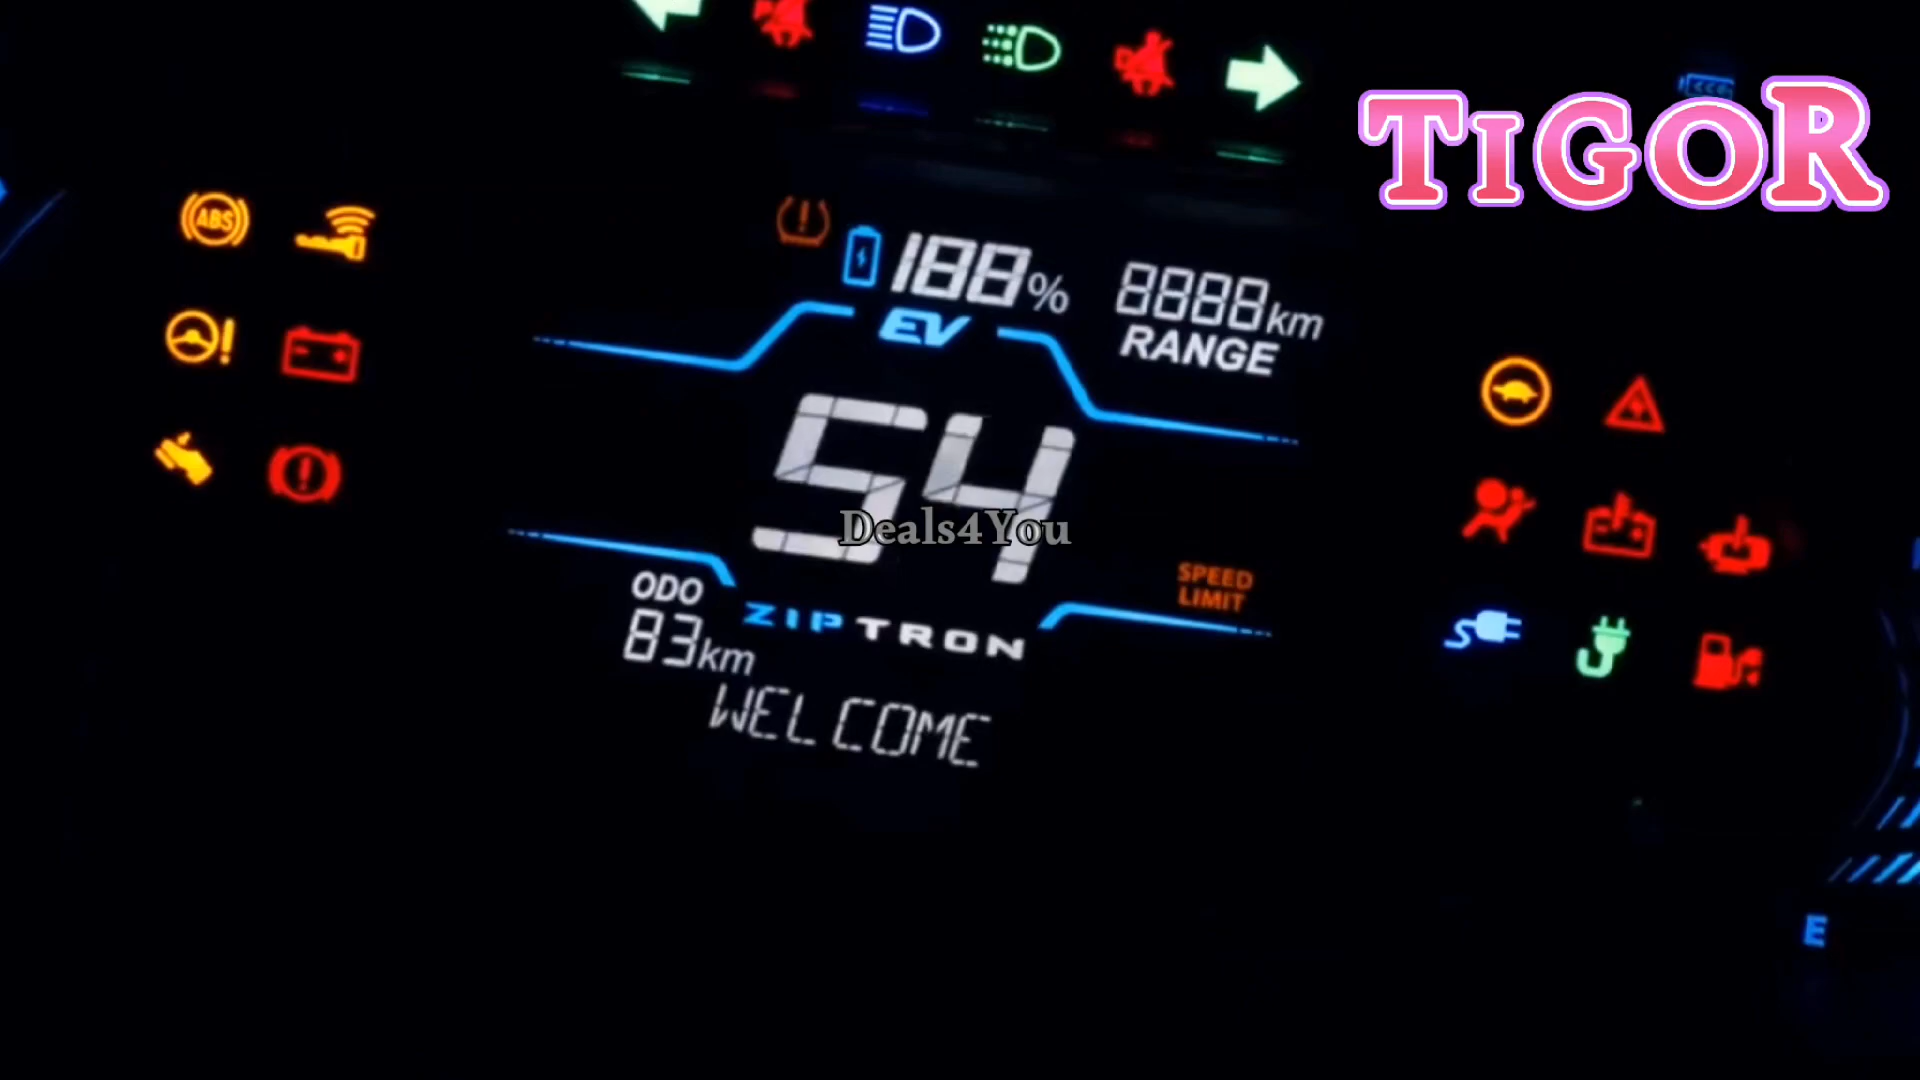 TIGOR
ABS
188%
8888km
RANGE
EV
54
Deals4You
SPEED
LIMIT
ODO
83km
ZIPTRON
WELCOME
E